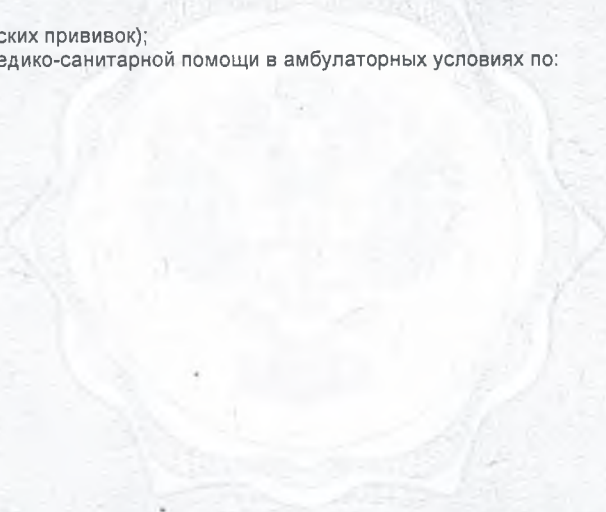 ских прививок);
едико-санитарной помощи в амбулаторных условиях по: